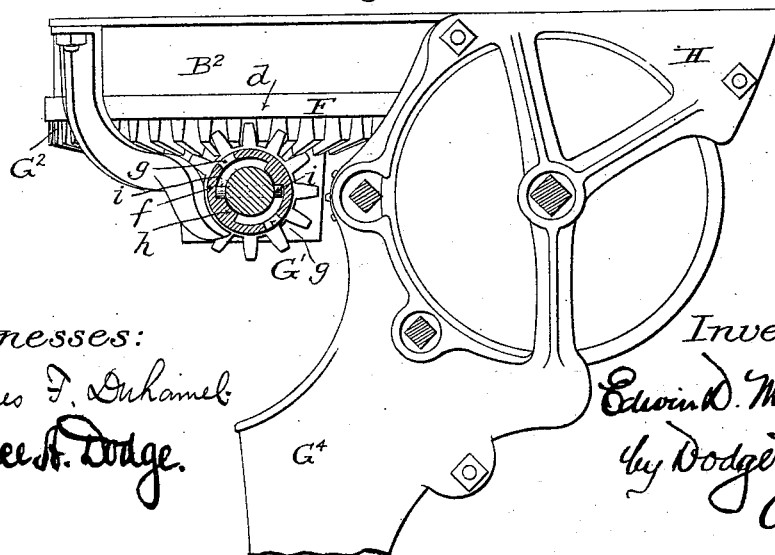 B²
d
F
H
G²
g
i
i
f
h
G'
g
nesses:
Inve
F. Duhamel.
Edwin D. M
A. Dodge.
by Dodge
G⁴